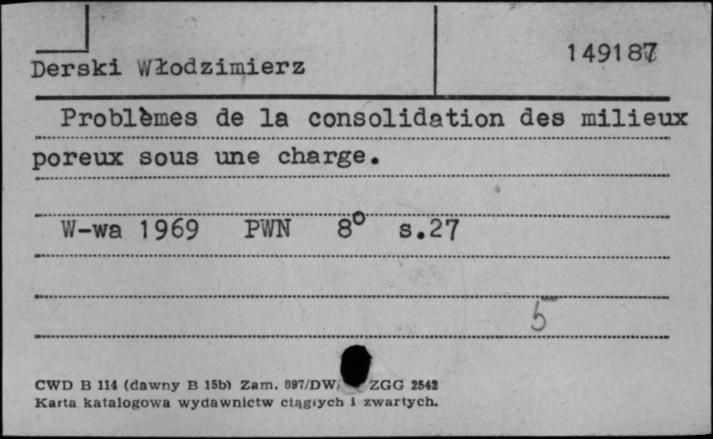 149187
Derski Włodzimierz
Problèmes de la consolidation des milieux
poreux sous une charge.
W-wa 1969 PWN 8° s.27
5
CWD B 114 (dawny B 15b) Zam. 897/DW, ZGG 2542
Karta katalogowa wydawnictw ciągłych i zwartych.